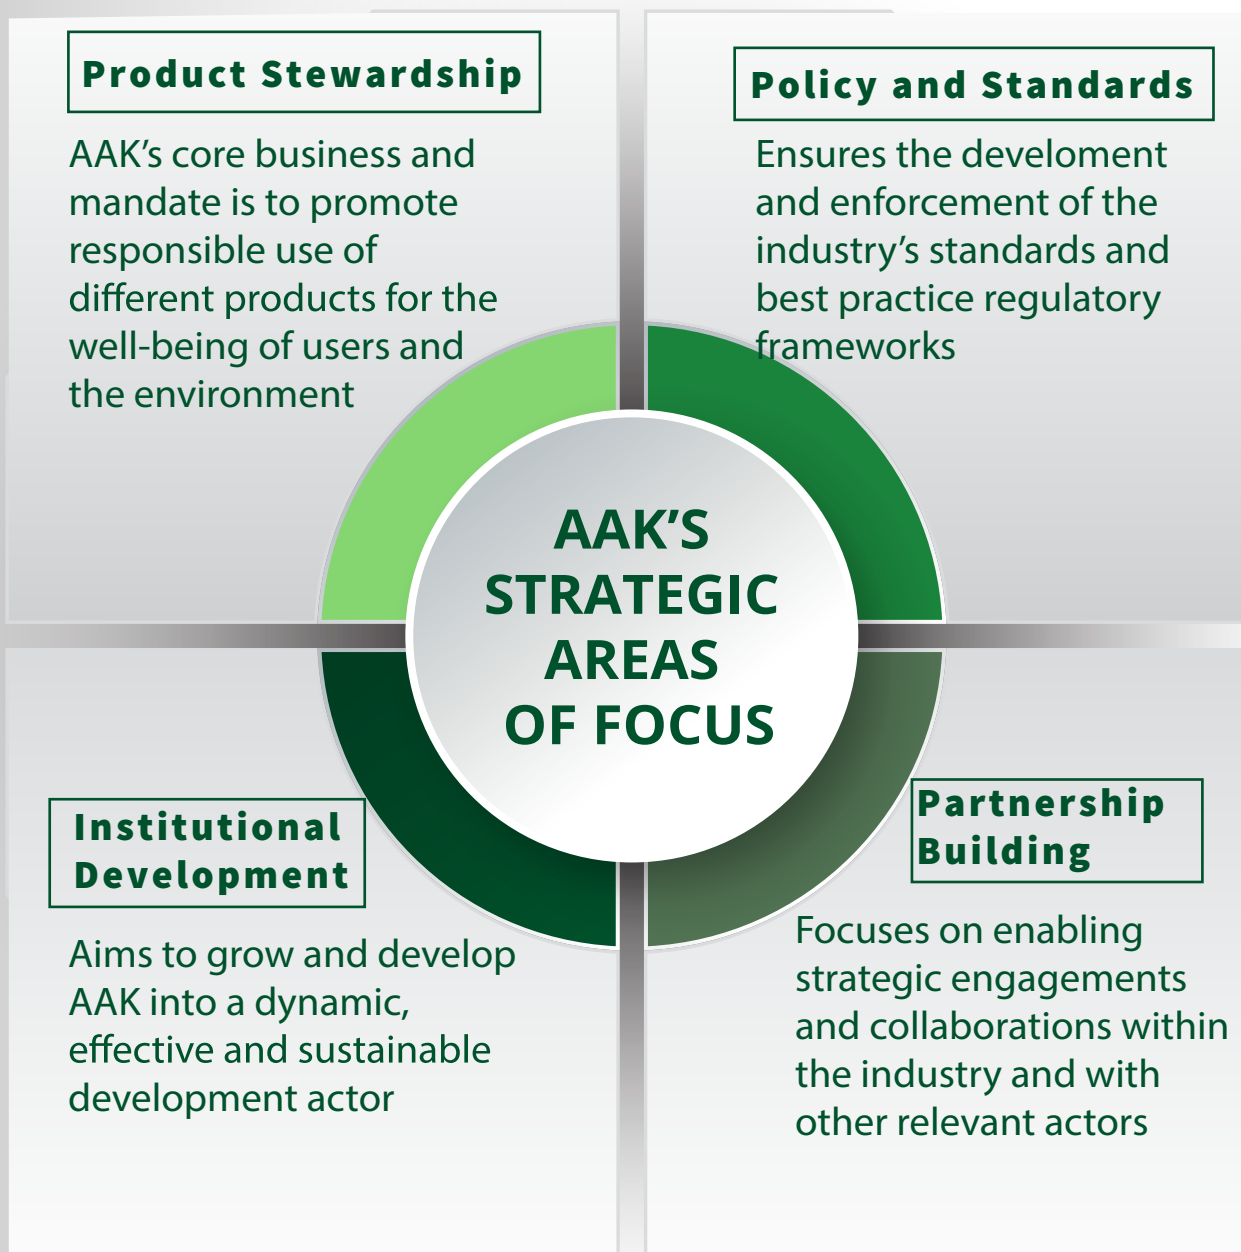 Product Stewardship
AAK’s core business and
mandate is to promote
responsible use of
different products for the
well-being of users and
the environment
Policy and Standards
Ensures the develoment
and enforcement of the
industry’s standards and
best practice regulatory
frameworks
AAK’S
STRATEGIC
AREAS
OF FOCUS
Institutional
Development
Aims to grow and develop
AAK into a dynamic,
effective and sustainable
development actor
Partnership
Building
Focuses on enabling
strategic engagements
and collaborations within
the industry and with
other relevant actors